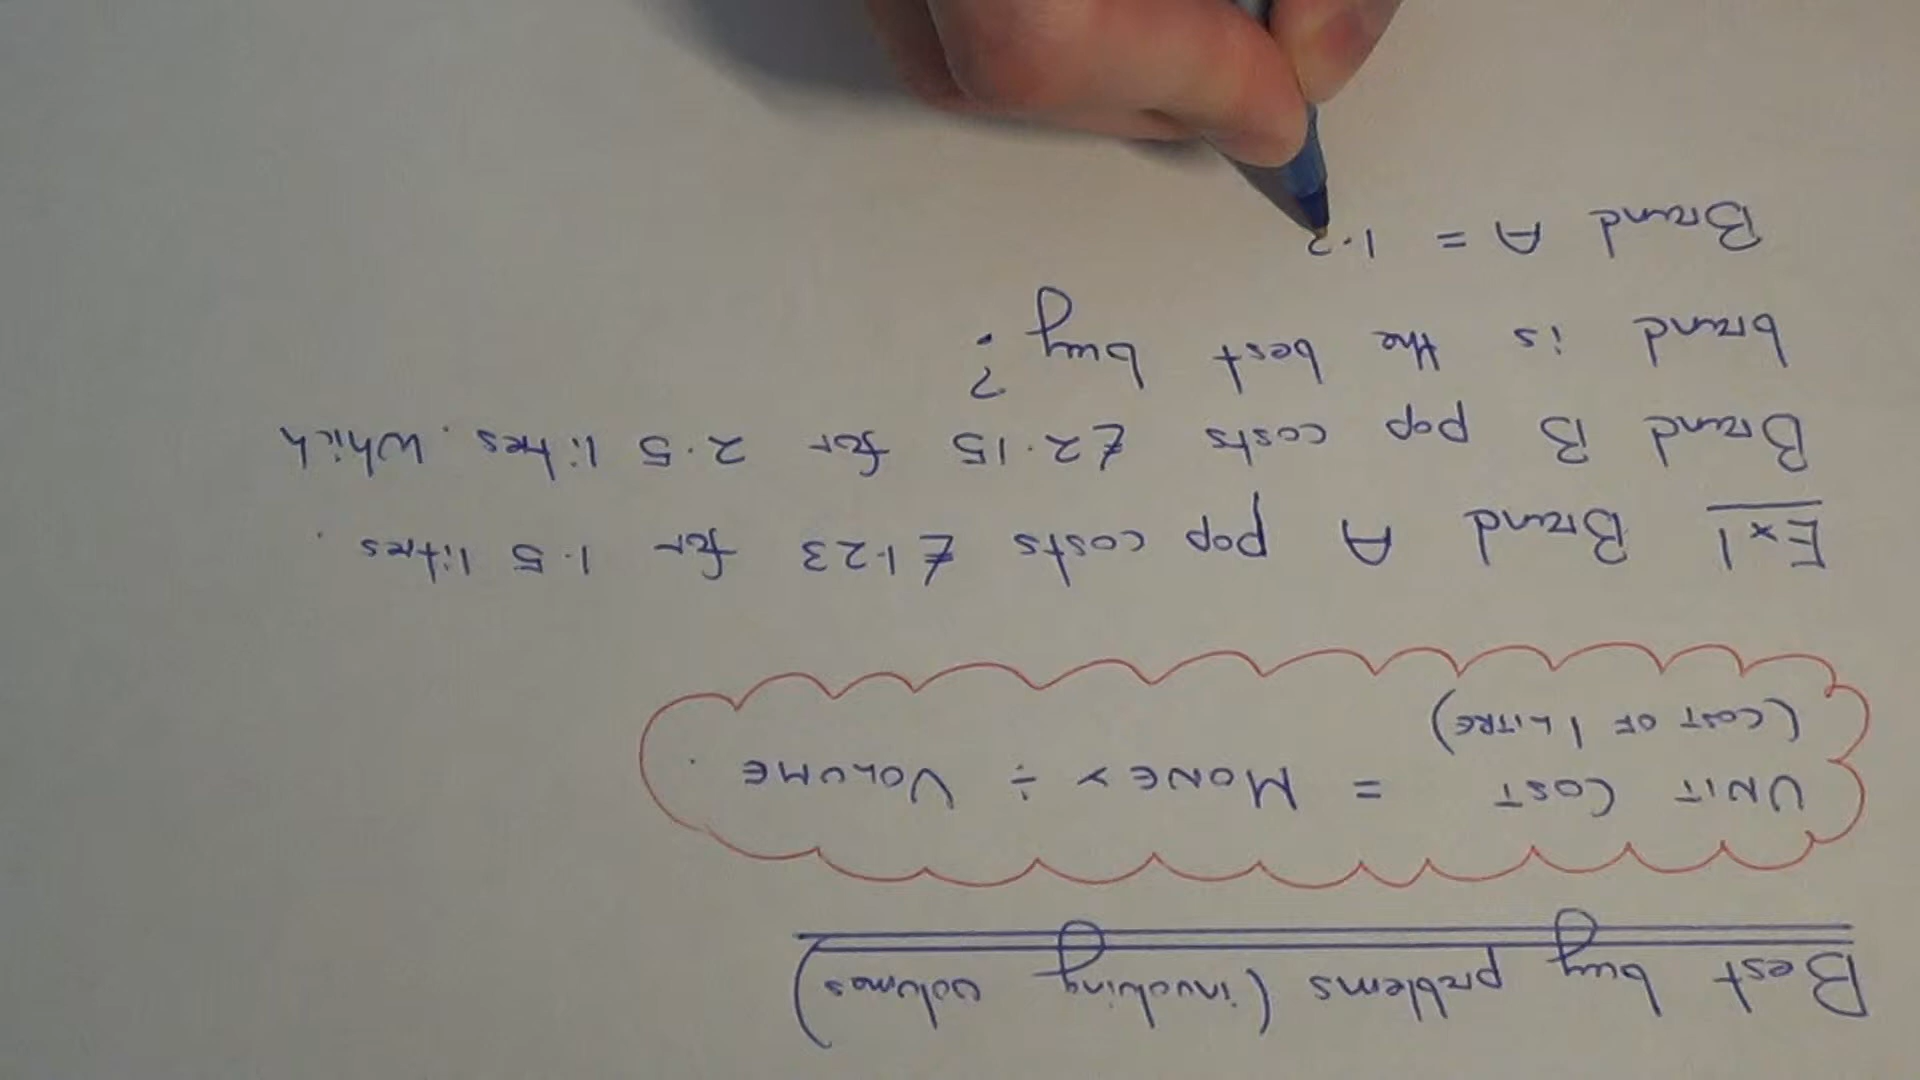 Best buy problems (involving volumes)
UNIT COST = MONEY ÷ VOLUME.
(COST OF 1 LITRE)
Ex 1 Brand A pop costs £1.23 for 1.5 litres.
Brand B pop costs £2.15 for 2.5 litres. Which
brand is the best buy?
Brand A = 1.2